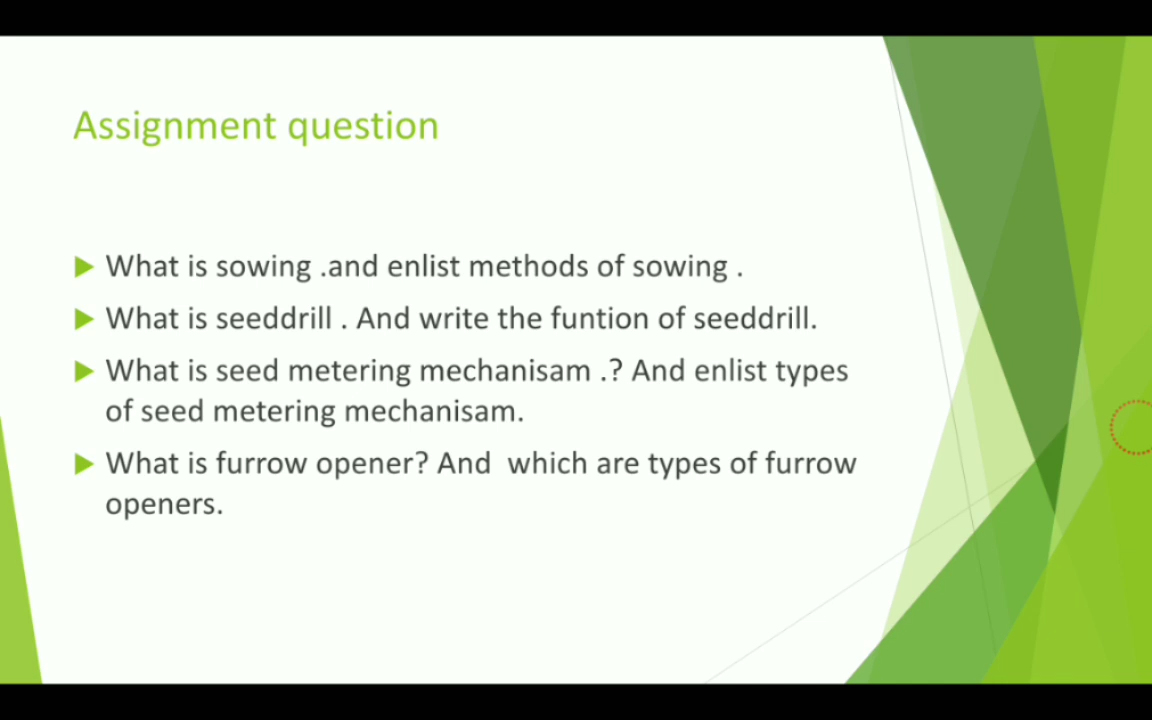 Assignment question
What is sowing .and enlist methods of sowing .
What is seeddrill . And write the funtion of seeddrill.
What is seed metering mechanisam .? And enlist types
of seed metering mechanisam.
What is furrow opener? And  which are types of furrow
openers.